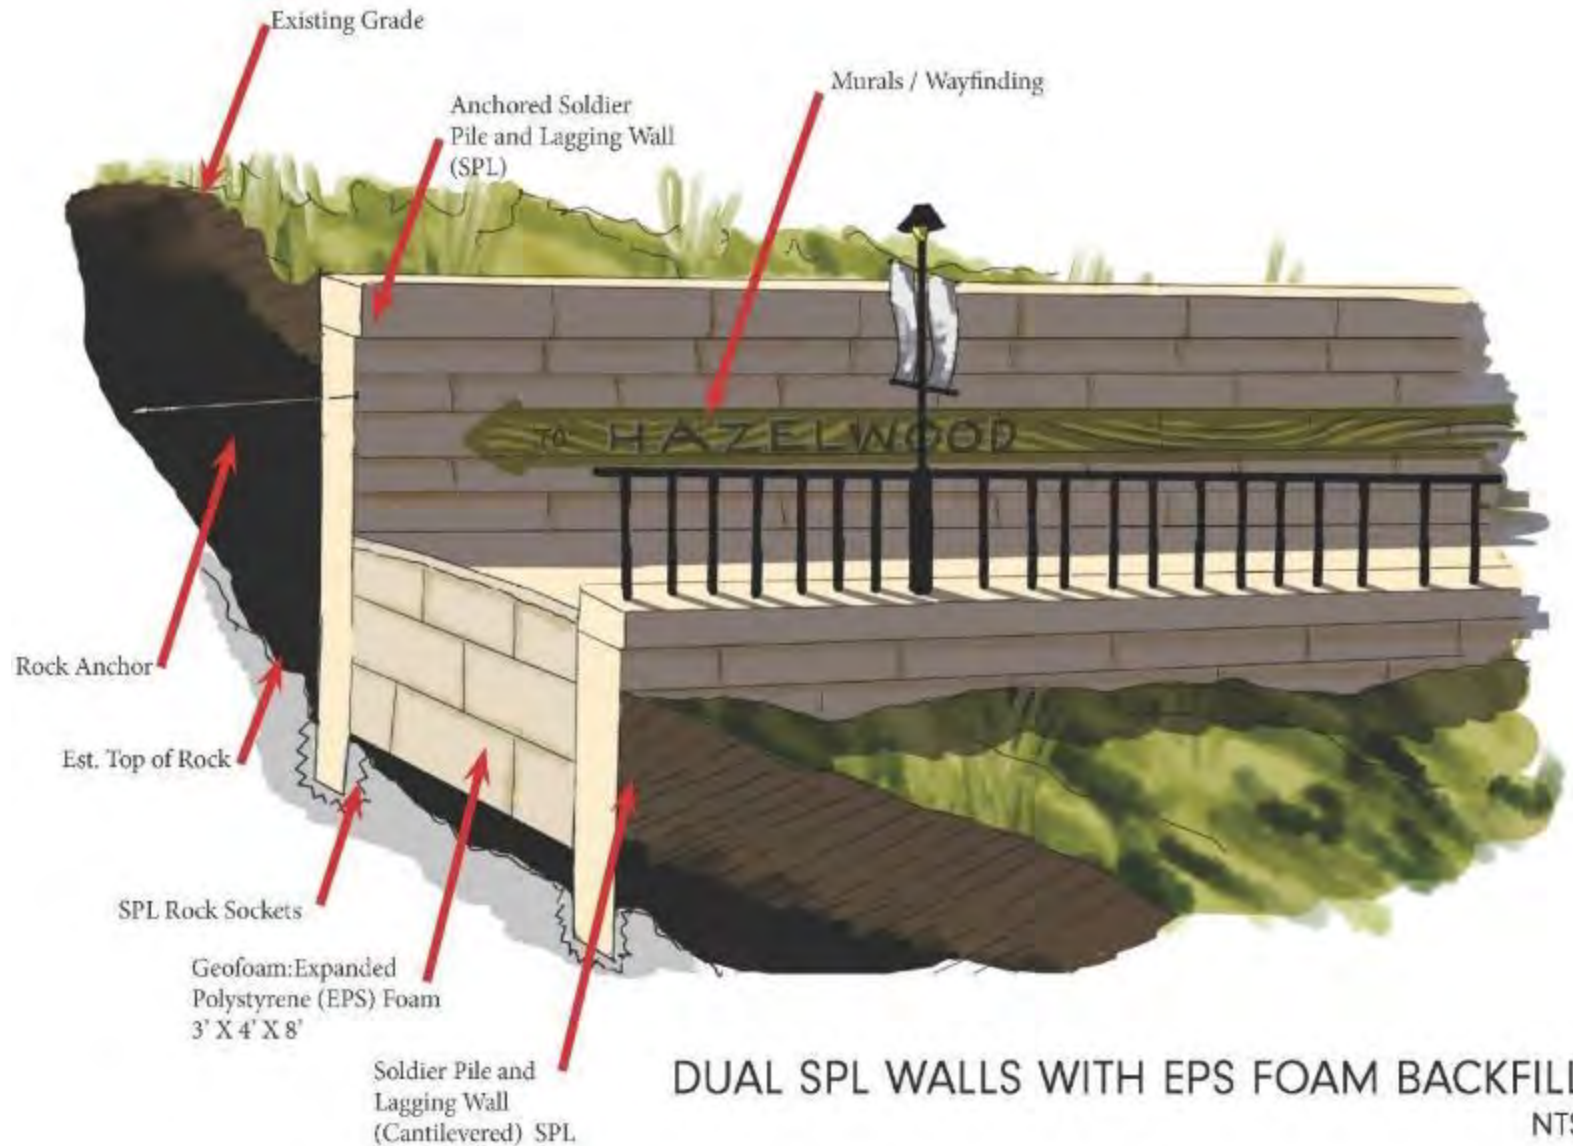 Existing Grade
Anchored Soldier
Pile and Lagging Wall
(SPL)
Murals / Wayfinding
TO HAZELWOOD
Rock Anchor
Est. Top of Rock
SPL Rock Sockets
Geofoam:Expanded
Polystyrene (EPS) Foam
3' X 4' X 8'
Soldier Pile and
Lagging Wall
(Cantilevered) SPL
DUAL SPL WALLS WITH EPS FOAM BACKFILL
NTS